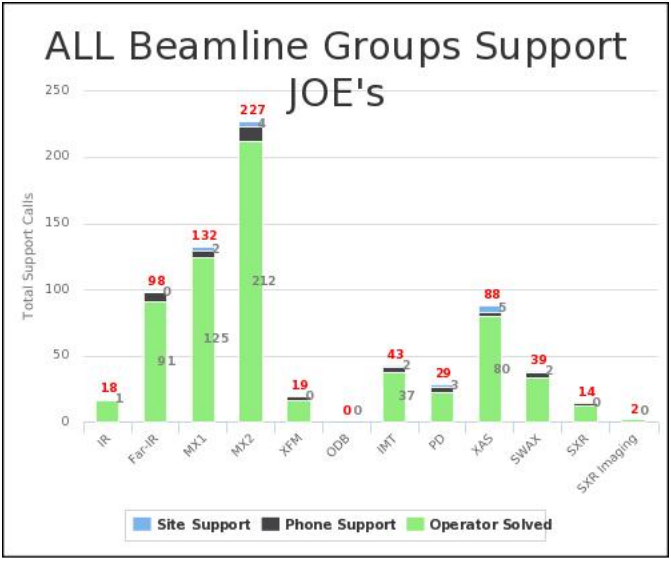 ALL Beamline Groups Support
JOE's
Total Support Calls
250
200
150
100
50
0
18
1
98
0
91
132
2
125
227
4
212
19
0
0
0
43
2
37
29
3
88
5
80
39
2
14
0
2
0
IR
Far-IR
MX1
MX2
XFM
ODB
IMT
PD
XAS
SWAX
SXR
SXR Imaging
Site Support
Phone Support
Operator Solved